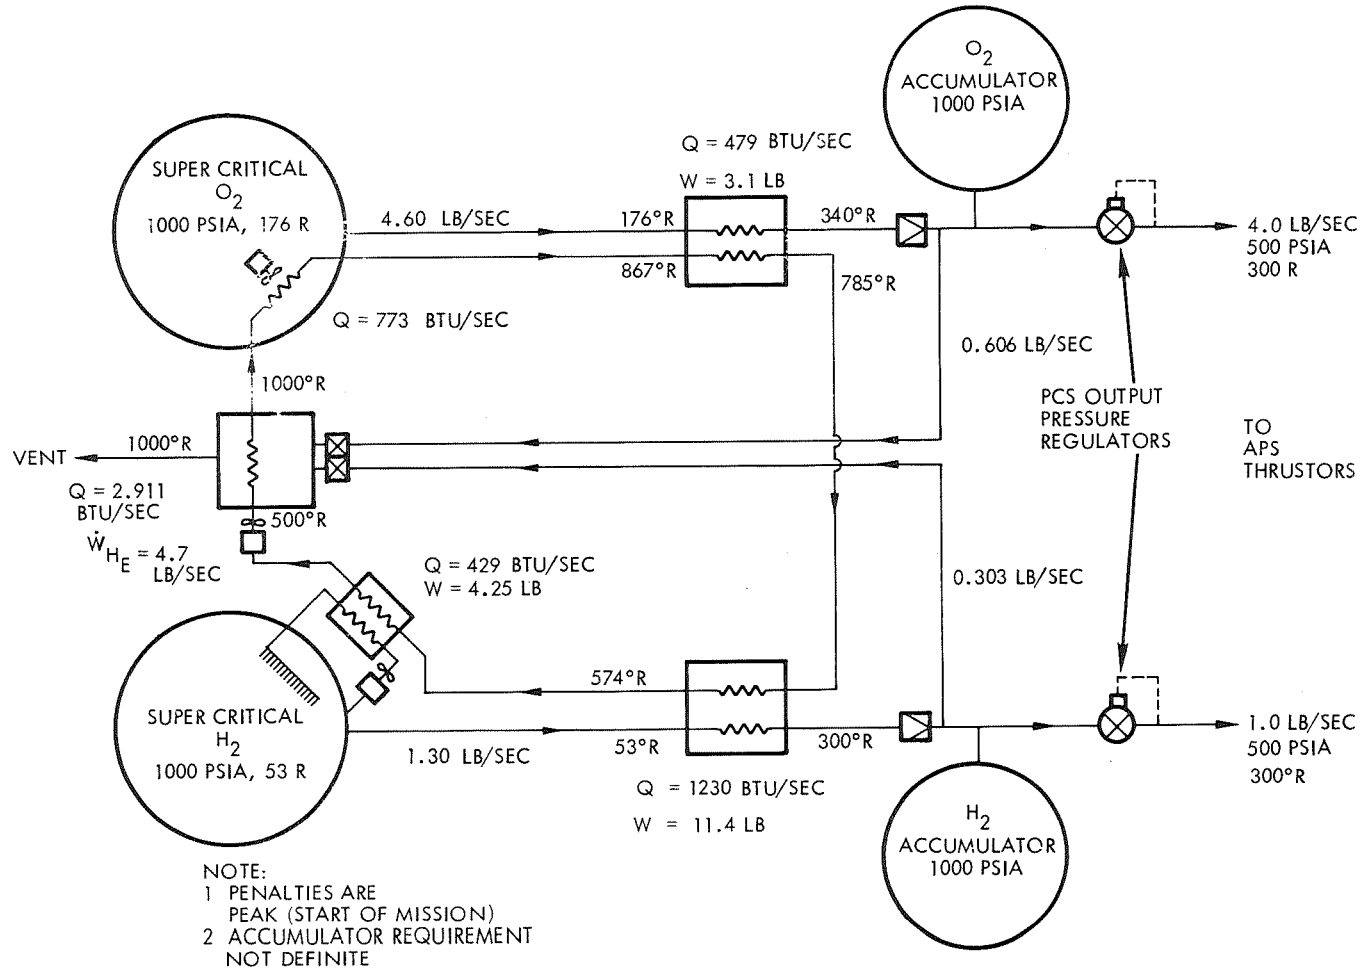 O2
ACCUMULATOR
1000 PSIA
Q = 479 BTU/SEC
W = 3.1 LB
SUPER CRITICAL
O2
1000 PSIA, 176 R
4.60 LB/SEC
176°R
340°R
867°R
785°R
4.0 LB/SEC
500 PSIA
300 R
Q = 773 BTU/SEC
0.606 LB/SEC
1000°R
PCS OUTPUT
PRESSURE
REGULATORS
TO
APS
THRUSTORS
VENT
1000°R
Q = 2.911
BTU/SEC
500°R
ẆHE = 4.7
LB/SEC
Q = 429 BTU/SEC
W = 4.25 LB
0.303 LB/SEC
574°R
SUPER CRITICAL
H2
1000 PSIA, 53 R
1.30 LB/SEC
53°R
300°R
1.0 LB/SEC
500 PSIA
300°R
Q = 1230 BTU/SEC
W = 11.4 LB
H2
ACCUMULATOR
1000 PSIA
NOTE:
1 PENALTIES ARE
PEAK (START OF MISSION)
2 ACCUMULATOR REQUIREMENT
NOT DEFINITE